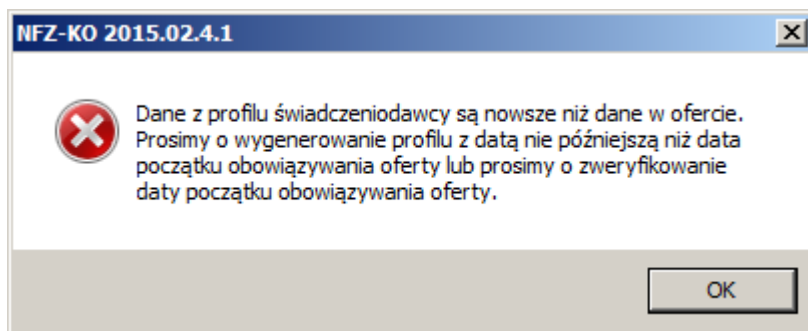 NFZ-KO 2015.02.4.1
Dane z profilu świadczeniodawcy są nowsze niż dane w ofercie.
Prosimy o wygenerowanie profilu z datą nie późniejszą niż data
początku obowiązywania oferty lub prosimy o zweryfikowanie
daty początku obowiązywania oferty.
OK